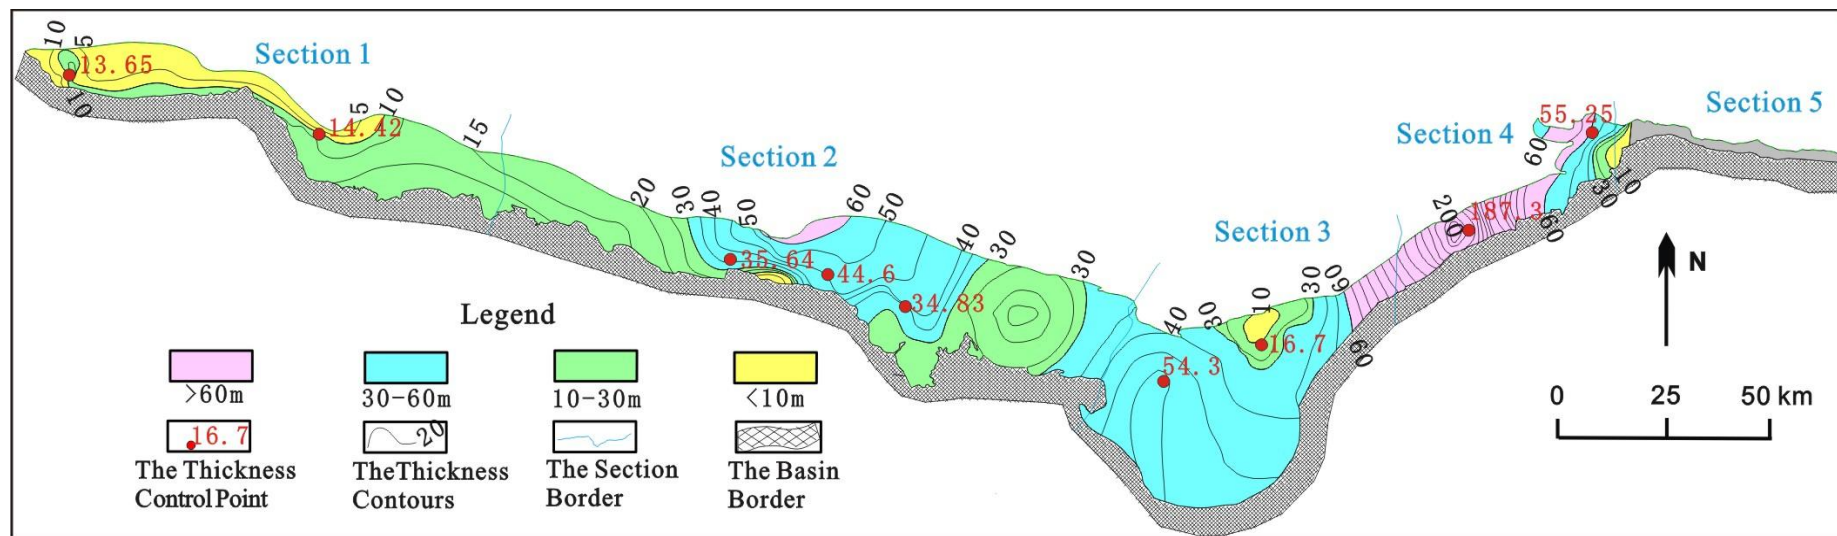 Section 1
Section 2
Section 3
Section 4
Section 5
10
5
13.65
10
14.42
5
10
15
20
30
40
50
60
50
40
30
30
35.64
44.6
34.83
40
30
10
30
60
60
54.3
16.7
200
187.3
60
60
55.25
30
10
N
Legend
>60m
30-60m
10-30m
<10m
16.7
20
The Thickness
Control Point
The Thickness
Contours
The Section
Border
The Basin
Border
0
25
50 km